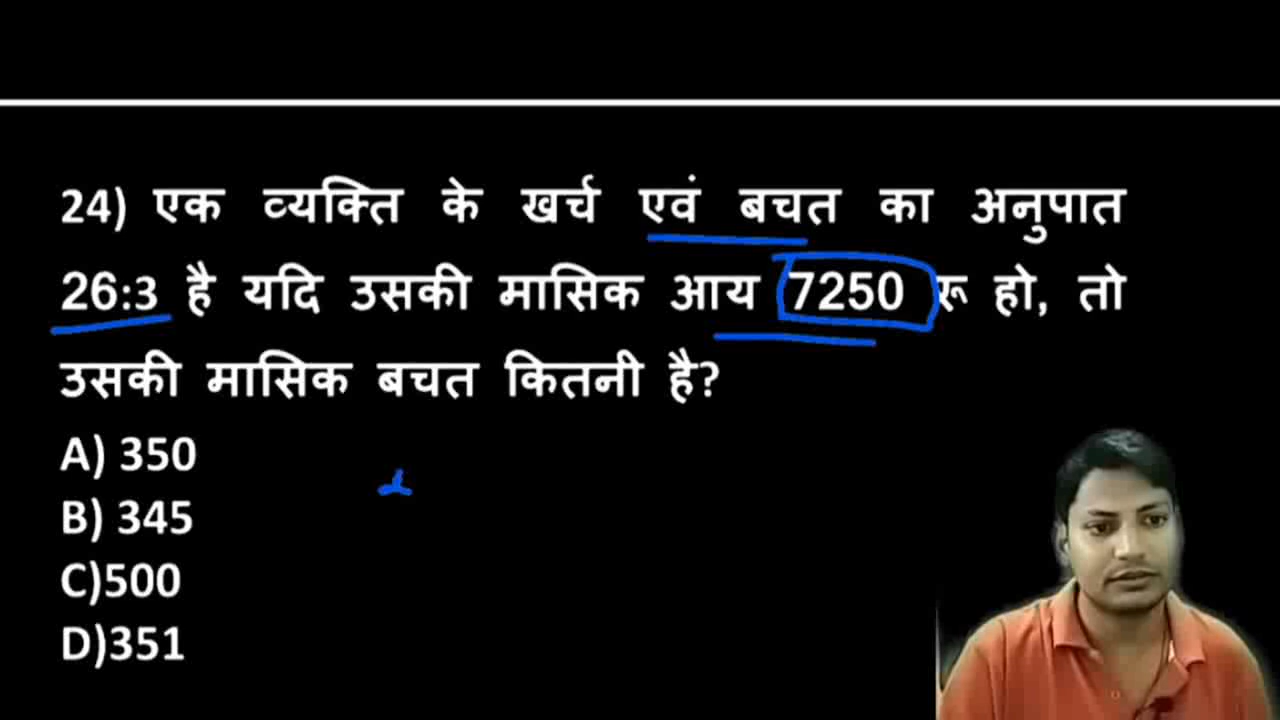 24) एक व्यक्ति के खर्च एवं बचत का अनुपात
26:3 है यदि उसकी मासिक आय 7250 रू हो, तो
उसकी मासिक बचत कितनी है?
A) 350
B) 345
C)500
D)351